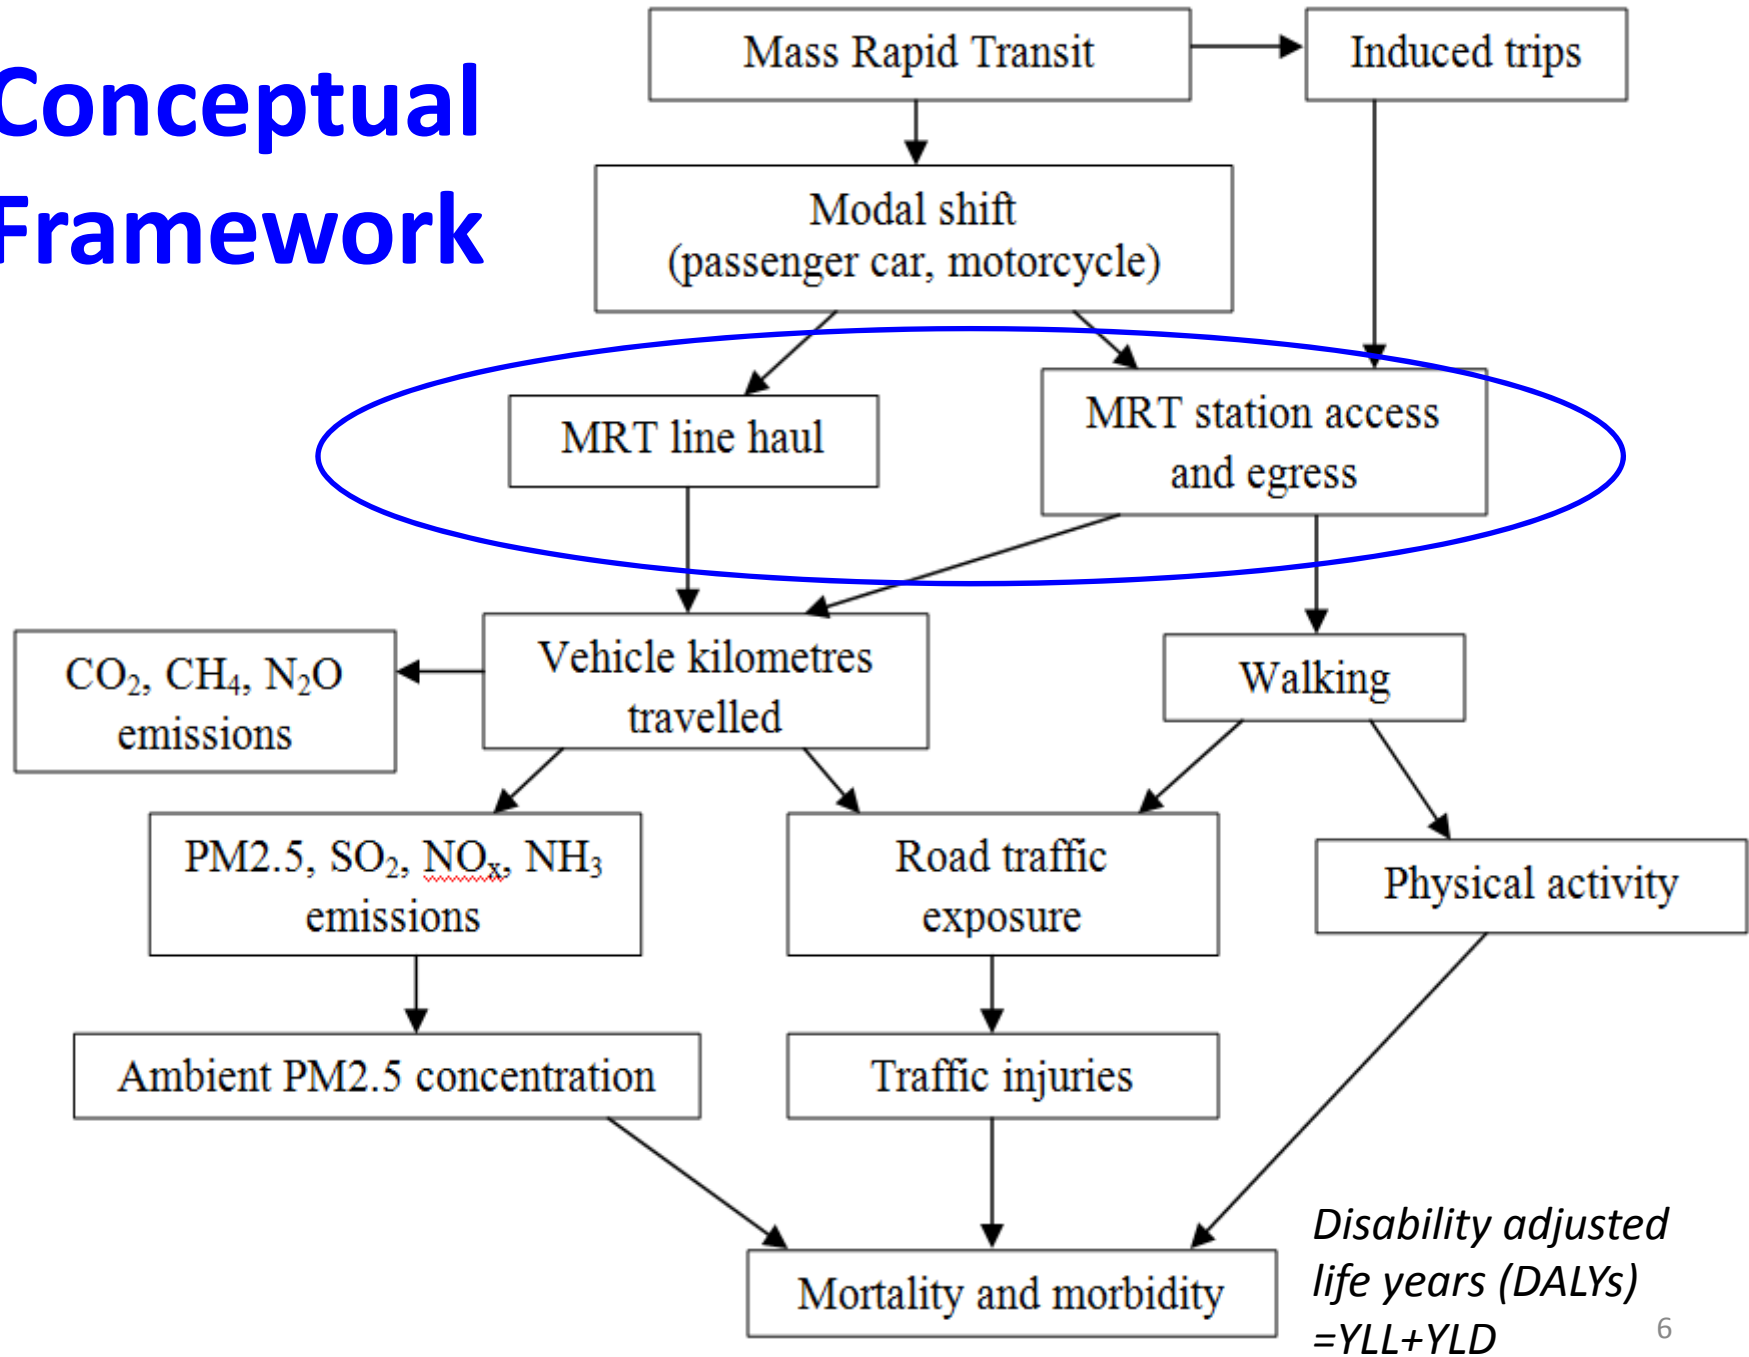 Conceptual
Framework
Mass Rapid Transit
Induced trips
Modal shift
(passenger car, motorcycle)
MRT line haul
MRT station access
and egress
CO₂, CH₄, N₂O
emissions
Vehicle kilometres
travelled
Walking
PM2.5, SO₂, NOₓ, NH₃
emissions
Road traffic
exposure
Physical activity
Ambient PM2.5 concentration
Traffic injuries
Mortality and morbidity
Disability adjusted
life years (DALYs)
=YLL+YLD
6